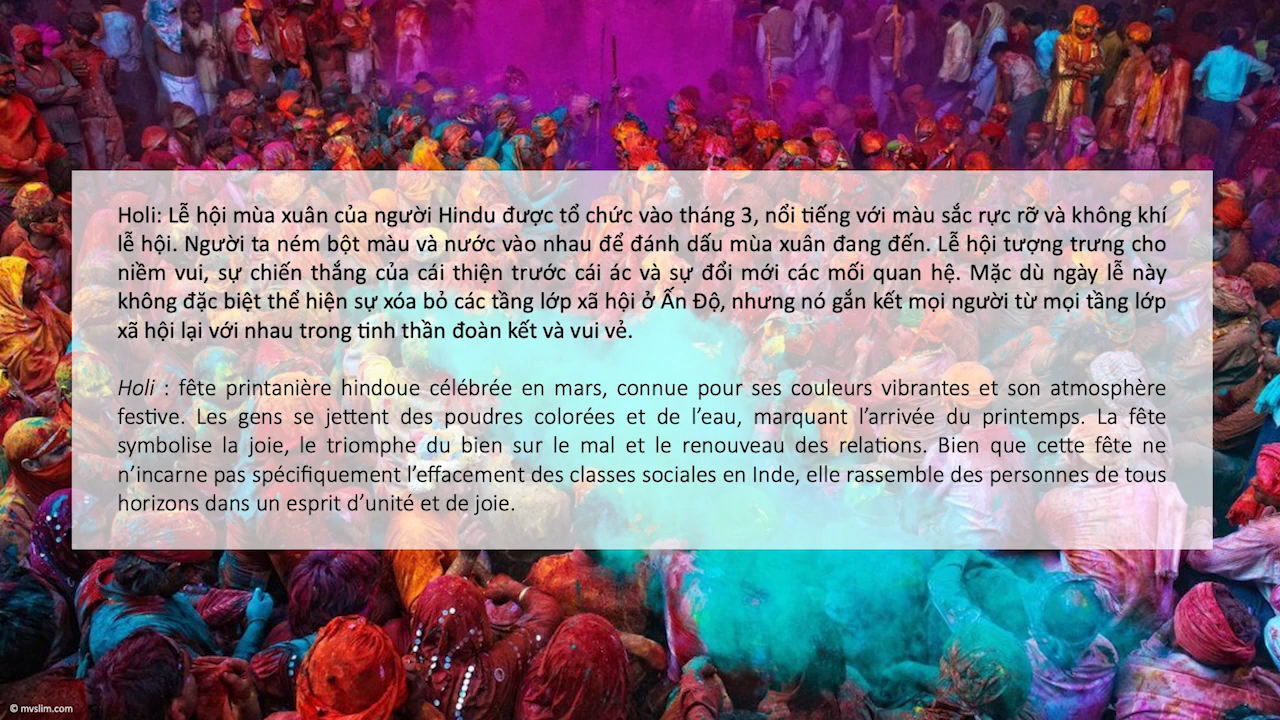 Holi: Lễ hội mùa xuân của người Hindu được tổ chức vào tháng 3, nổi tiếng với màu sắc rực rỡ và không khí
lễ hội. Người ta ném bột màu và nước vào nhau để đánh dấu mùa xuân đang đến. Lễ hội tượng trưng cho
niềm vui, sự chiến thắng của cái thiện trước cái ác và sự đổi mới các mối quan hệ. Mặc dù ngày lễ này
không đặc biệt thể hiện sự xóa bỏ các tầng lớp xã hội ở Ấn Độ, nhưng nó gắn kết mọi người từ mọi tầng lớp
xã hội lại với nhau trong tinh thần đoàn kết và vui vẻ.
Holi : fête printanière hindoue célébrée en mars, connue pour ses couleurs vibrantes et son atmosphère
festive. Les gens se jettent des poudres colorées et de l’eau, marquant l’arrivée du printemps. La fête
symbolise la joie, le triomphe du bien sur le mal et le renouveau des relations. Bien que cette fête ne
n’incarne pas spécifiquement l’effacement des classes sociales en Inde, elle rassemble des personnes de tous
horizons dans un esprit d’unité et de joie.
© mvslim.com